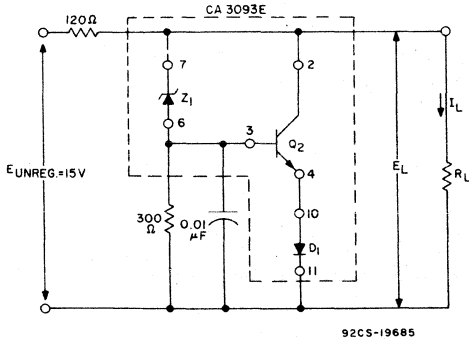 CA 3093E
120Ω
7
2
Z1
6
3
Q2
4
10
D1
11
EUNREG.=15V
300
Ω
0.01
μF
EL
IL
RL
92CS-19685